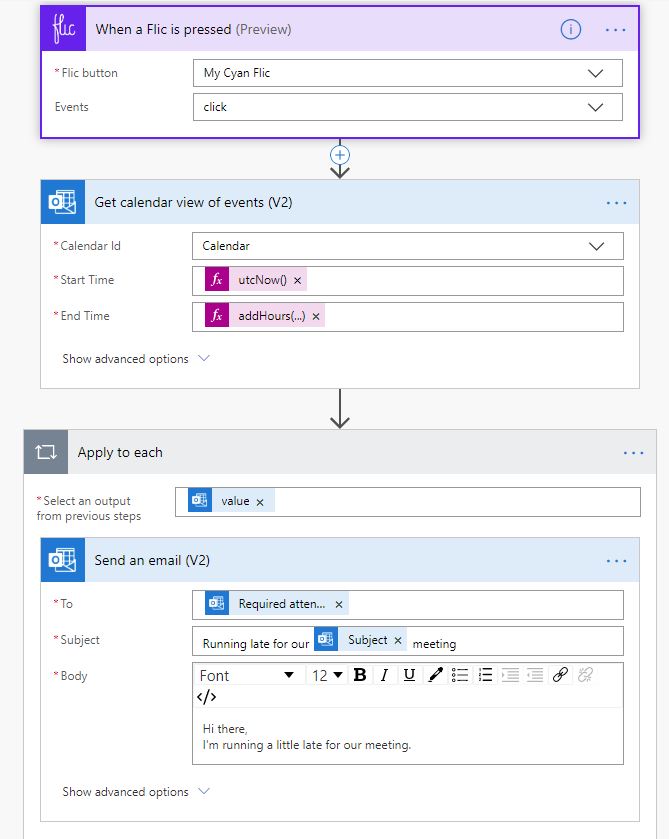 flic When a Flic is pressed (Preview)
* Flic button My Cyan Flic
Events click
Get calendar view of events (V2)
* Calendar Id Calendar
* Start Time fx utcNow() ×
* End Time fx addHours(...) ×
Show advanced options
Apply to each
* Select an output
from previous steps
value ×
Send an email (V2)
* To Required atten... ×
* Subject Running late for our Subject × meeting
* Body Font 12 B I U
</>
Hi there,
I'm running a little late for our meeting.
Show advanced options